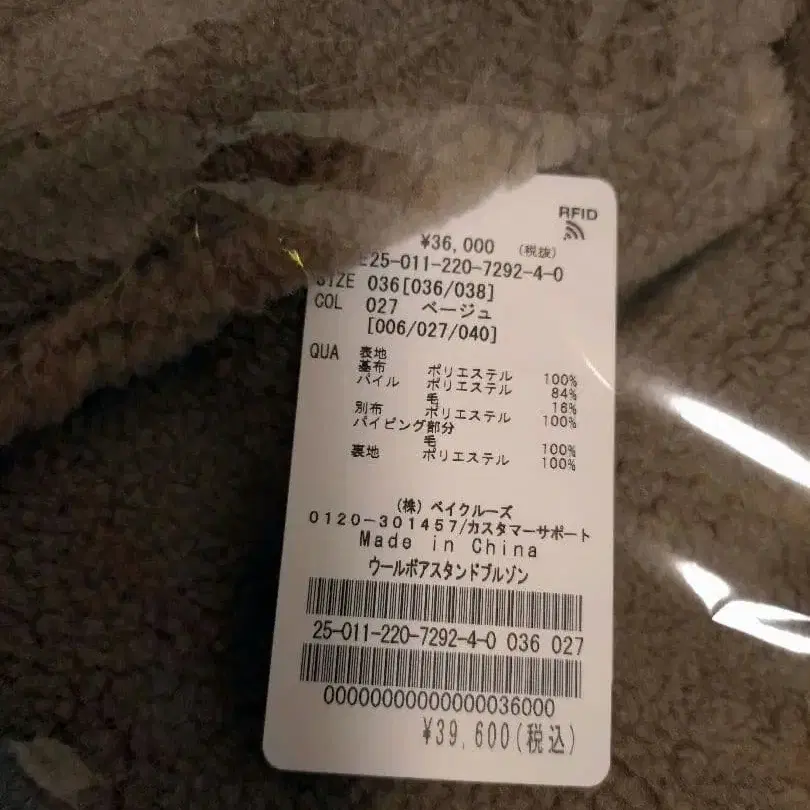 RFID
¥36,000 (税抜)
25-011-220-7292-4-0
SIZE 036[036/038]
COL 027 ベージュ
[006/027/040]
QUA 表地
基布 ポリエステル 100%
パイル ポリエステル 84%
毛 16%
別布 ポリエステル 100%
パイピング部分
毛 100%
裏地 ポリエステル 100%
(株) ベイクルーズ
0120-301457/カスタマーサポート
Made in China
ウールボアスタンドブルゾン
25-011-220-7292-4-0 036 027
00000000000000036000
¥39,600(税込)